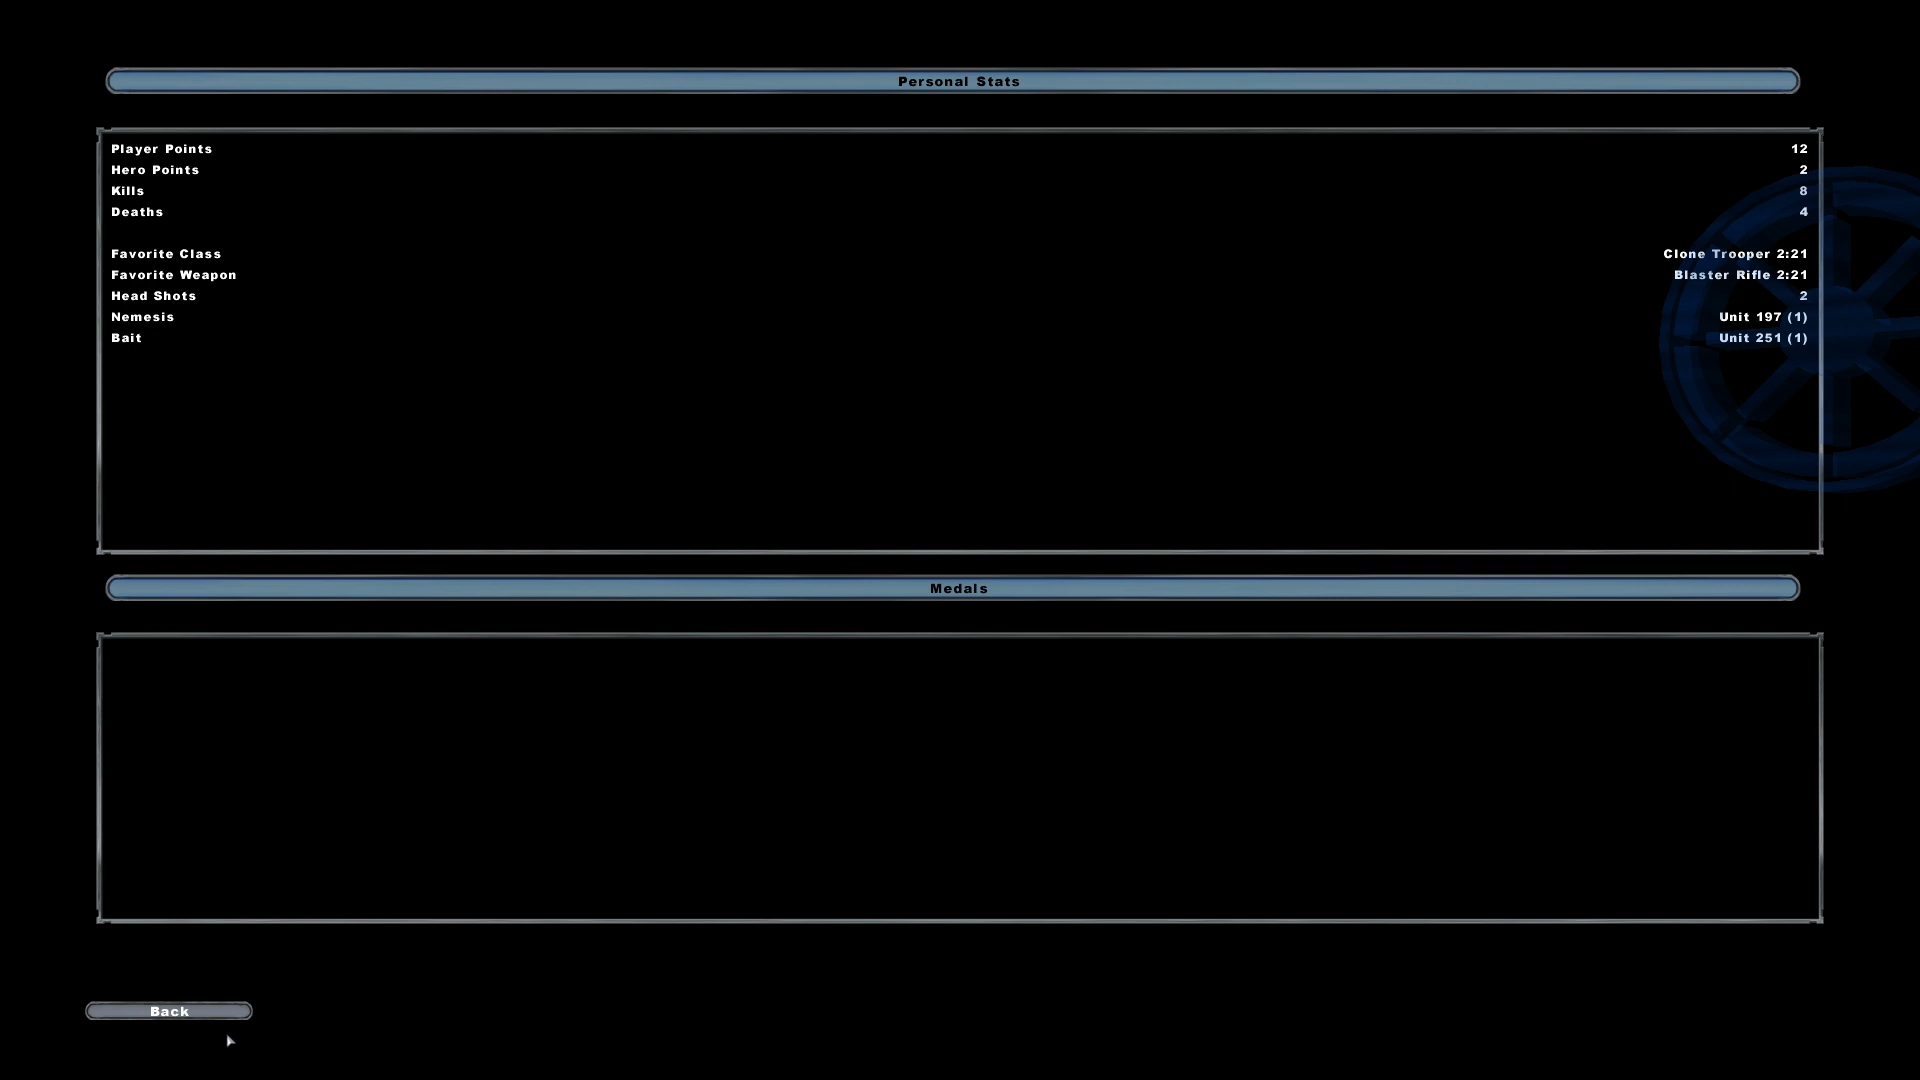 Personal Stats
Player Points 12
Hero Points 2
Kills 8
Deaths 4
Favorite Class Clone Trooper 2:21
Favorite Weapon Blaster Rifle 2:21
Head Shots 2
Nemesis Unit 197 (1)
Bait Unit 251 (1)
Medals
Back